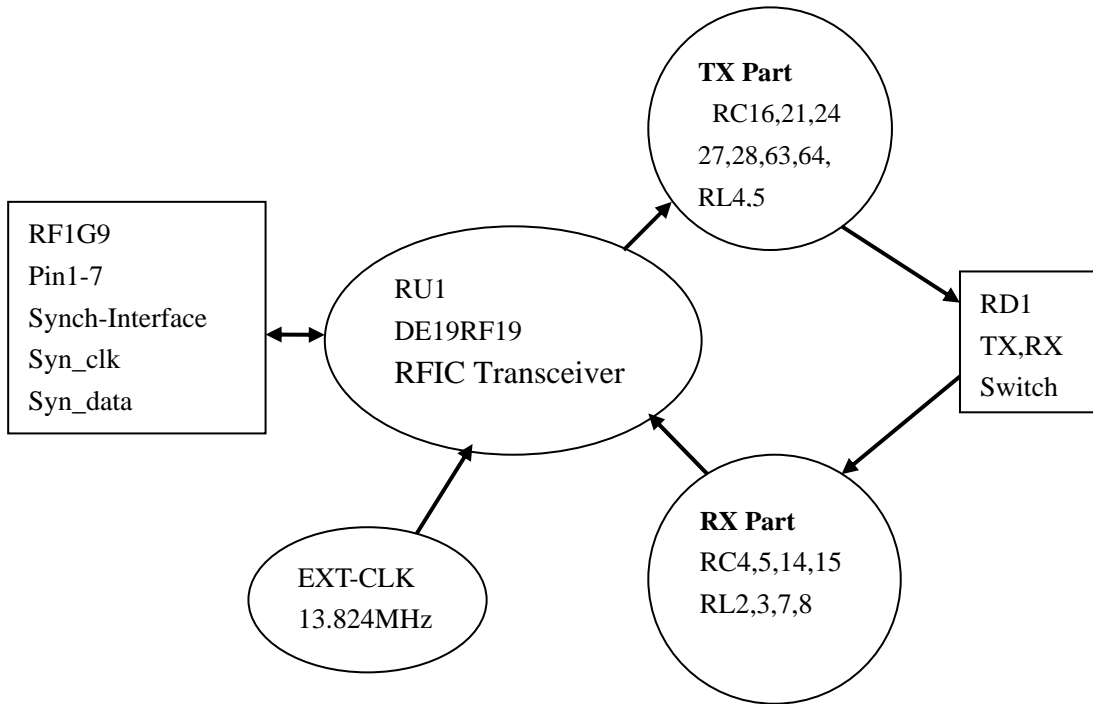 TX Part
RC16,21,24
27,28,63,64,
RL4,5
RF1G9
Pin1-7
Synch-Interface
Syn_clk
Syn_data
RU1
DE19RF19
RFIC Transceiver
RD1
TX,RX
Switch
EXT-CLK
13.824MHz
RX Part
RC4,5,14,15
RL2,3,7,8